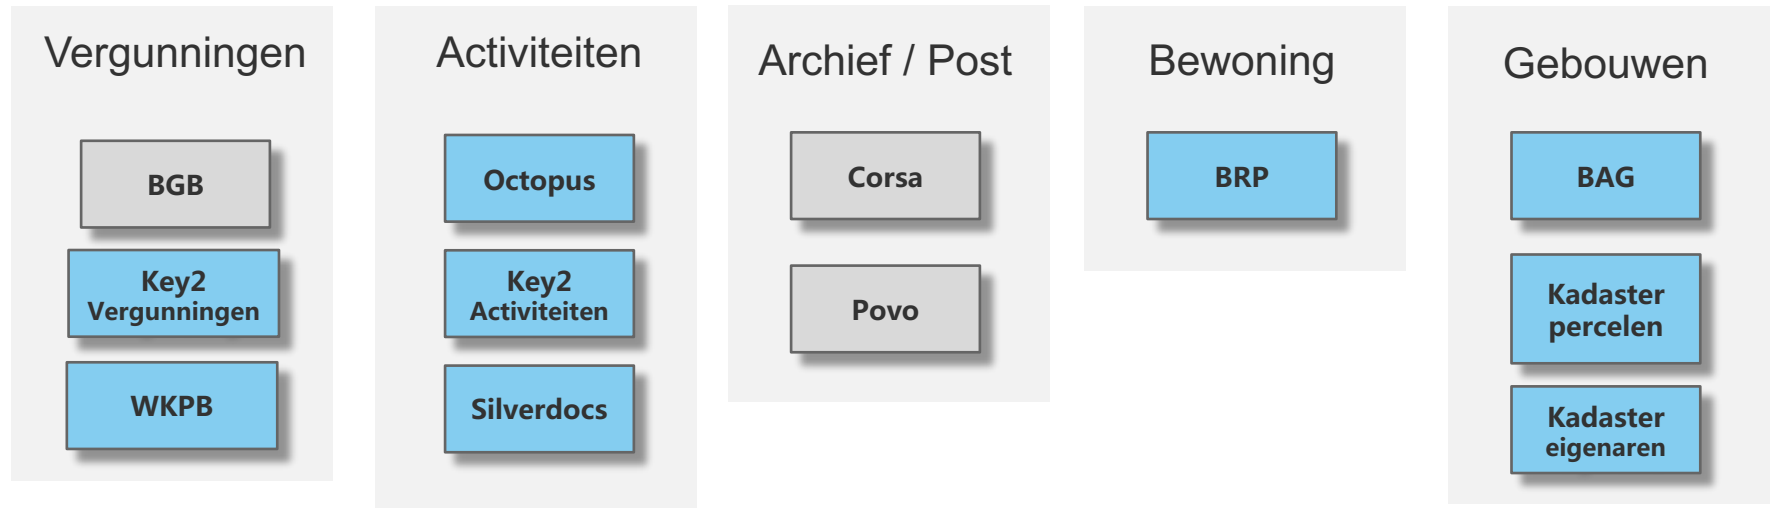 Vergunningen
BGB
Key2
Vergunningen
WKPB
Activiteiten
Octopus
Key2
Activiteiten
Silverdocs
Archief / Post
Corsa
Povo
Bewoning
BRP
Gebouwen
BAG
Kadaster
percelen
Kadaster
eigenaren